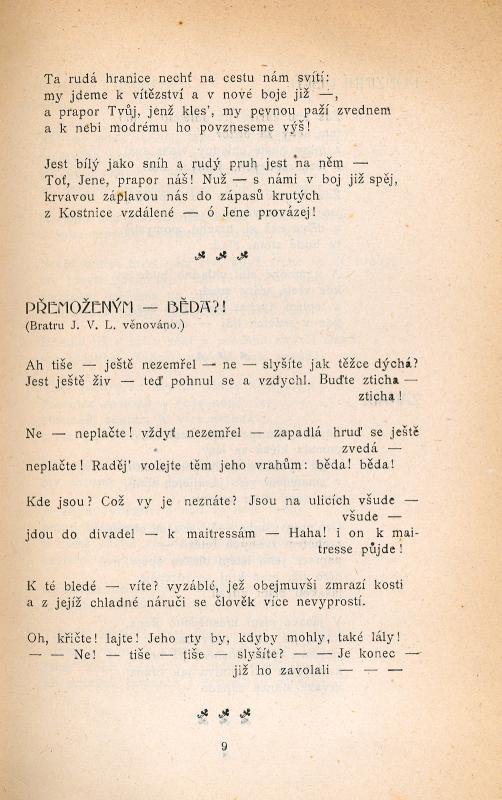 Ta rudá hranice nechť na cestu nám svítí:
my jdeme k vítězství a v nové boje již —,
a prapor Tvůj, jenž kles', my pevnou paží zvednem
a k nebi modrému ho povzneseme výš!
Jest bílý jako sníh a rudý pruh jest na něm —
Toť, Jene, prapor náš! Nuž — s námi v boj již spěj,
krvavou záplavou nás do zápasů krutých
z Kostnice vzdálené — ó Jene provázej!
PŘEMOŽENÝM — BĚDA?!
(Bratru J. V. L. věnováno.)
Ah tiše — ještě nezemřel — ne — slyšíte jak těžce dýchá?
Jest ještě živ — teď pohnul se a vzdychl. Buďte zticha —
zticha!
Ne — neplačte! vždyť nezemřel — zapadlá hruď se ještě
zvedá —
neplačte! Raděj' volejte těm jeho vrahům: běda! běda!
Kde jsou? Což vy je neznáte? Jsou na ulicích všude —
všude —
jdou do divadel — k maitressám — Haha! i on k mai-
tresse půjde!
K té bledé — víte? vyzáblé, jež obejmuvši zmrazí kosti
a z jejíž chladné náruči se člověk více nevyprostí.
Oh, křičte! lajte! Jeho rty by, kdyby mohly, také lály!
— — Ne! — tiše — tiše — slyšíte? — — Je konec —
již ho zavolali — — —
9